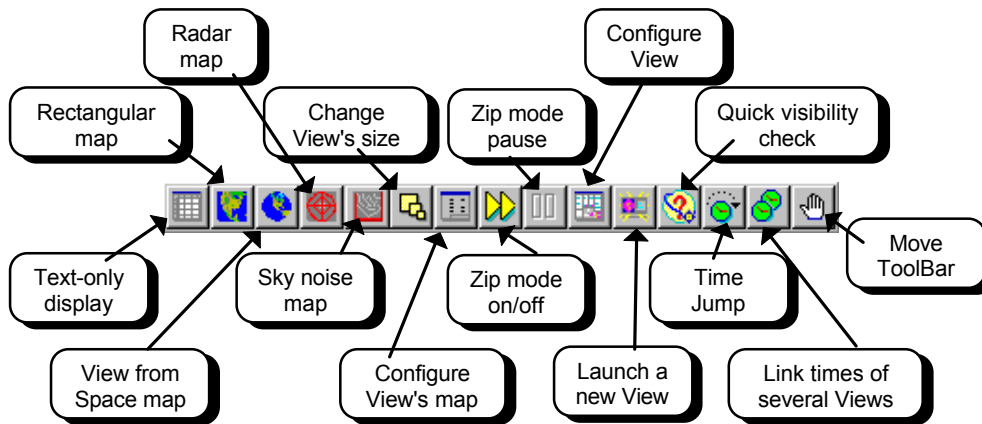 Radar
map
Configure
View
Rectangular
map
Change
View's size
Zip mode
pause
Quick visibility
check
Text-only
display
Sky noise
map
Zip mode
on/off
Time
Jump
Move
ToolBar
View from
Space map
Configure
View's map
Launch a
new View
Link times of
several Views